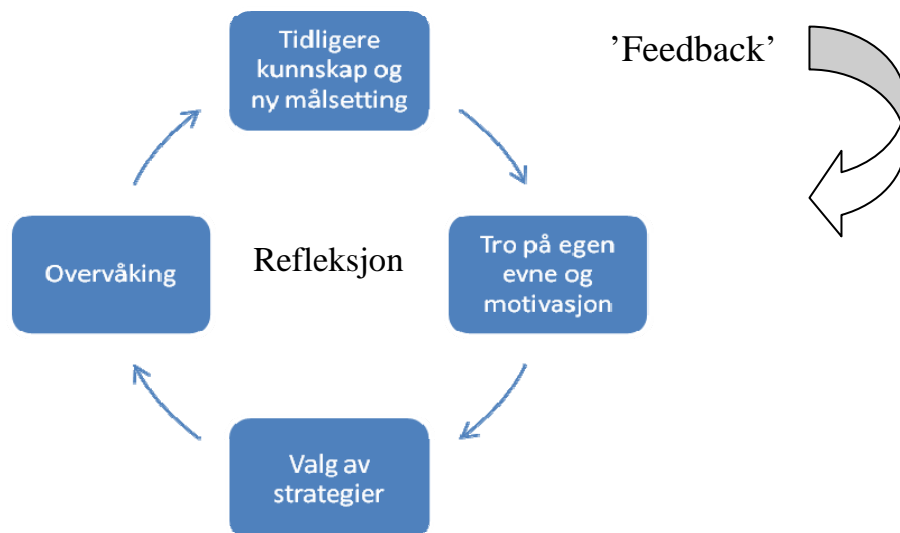 Tidligere
kunnskap og
ny målsetting
’Feedback’
Tro på egen
evne og
motivasjon
Refleksjon
Overvåking
Valg av
strategier